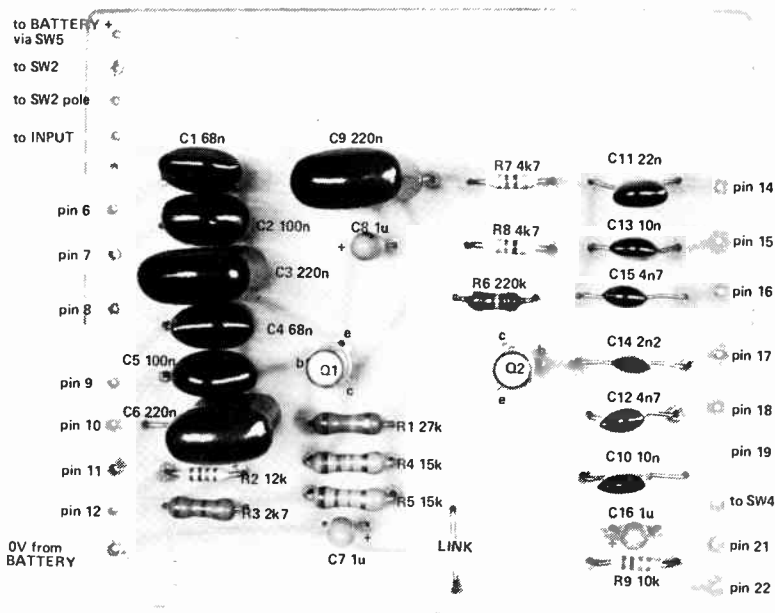 to BATTERY +
via SW5
to SW2
to SW2 pole
to INPUT
C1 68n
C9 220n
R7 4k7
C11 22n
pin 14
pin 6
C2 100n
C8 1u
+
R8 4k7
C13 10n
pin 15
pin 7
C3 220n
R6 220k
C15 4n7
pin 16
pin 8
C4 68n
e
b
Q1
c
c
b
Q2
e
C14 2n2
pin 17
C5 100n
pin 9
C12 4n7
pin 18
C6 220n
pin 10
R1 27k
pin 19
pin 11
R2 12k
R4 15k
C10 10n
pin 12
R3 2k7
R5 15k
to SW4
C16 1u
+
0V from
BATTERY
+
C7 1u
LINK
pin 21
R9 10k
pin 22